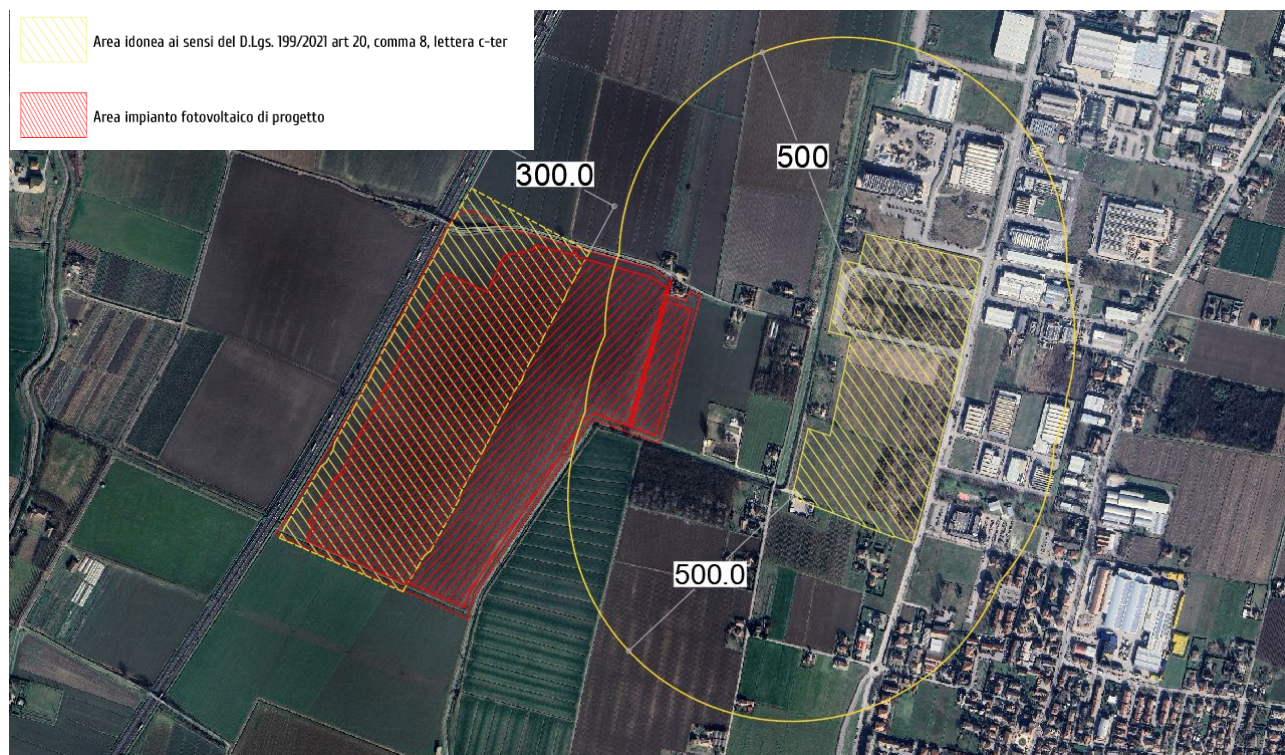 Area idonea ai sensi del D.Lgs. 199/2021 art 20, comma 8, lettera c-ter
Area impianto fotovoltaico di progetto
500
300.0
500.0